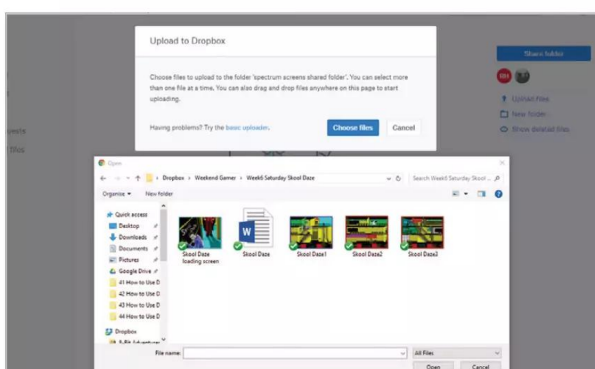 Upload to Dropbox
Choose files to upload to the folder 'spectrum screens shared folder'. You can select more
than one file at a time. You can also drag and drop files anywhere on this page to start
uploading.
Having problems? Try the basic uploader.
Choose files
Cancel
Share folder
Upload files
New folder
Show deleted files
Open
Dropbox › Weekend Gamer › Week6 Saturday Skool Daze
Search Week6 Saturday Skool ...
Organize
New folder
Quick access
Desktop
Downloads
Documents
Pictures
Google Drive
41 How to Use D
42 How to Use D
43 How to Use D
44 How to Use D
Dropbox
Skool Daze
loading screen
Skool Daze
Skool Daze1
Skool Daze2
Skool Daze3
File name:
All Files
Open
Cancel